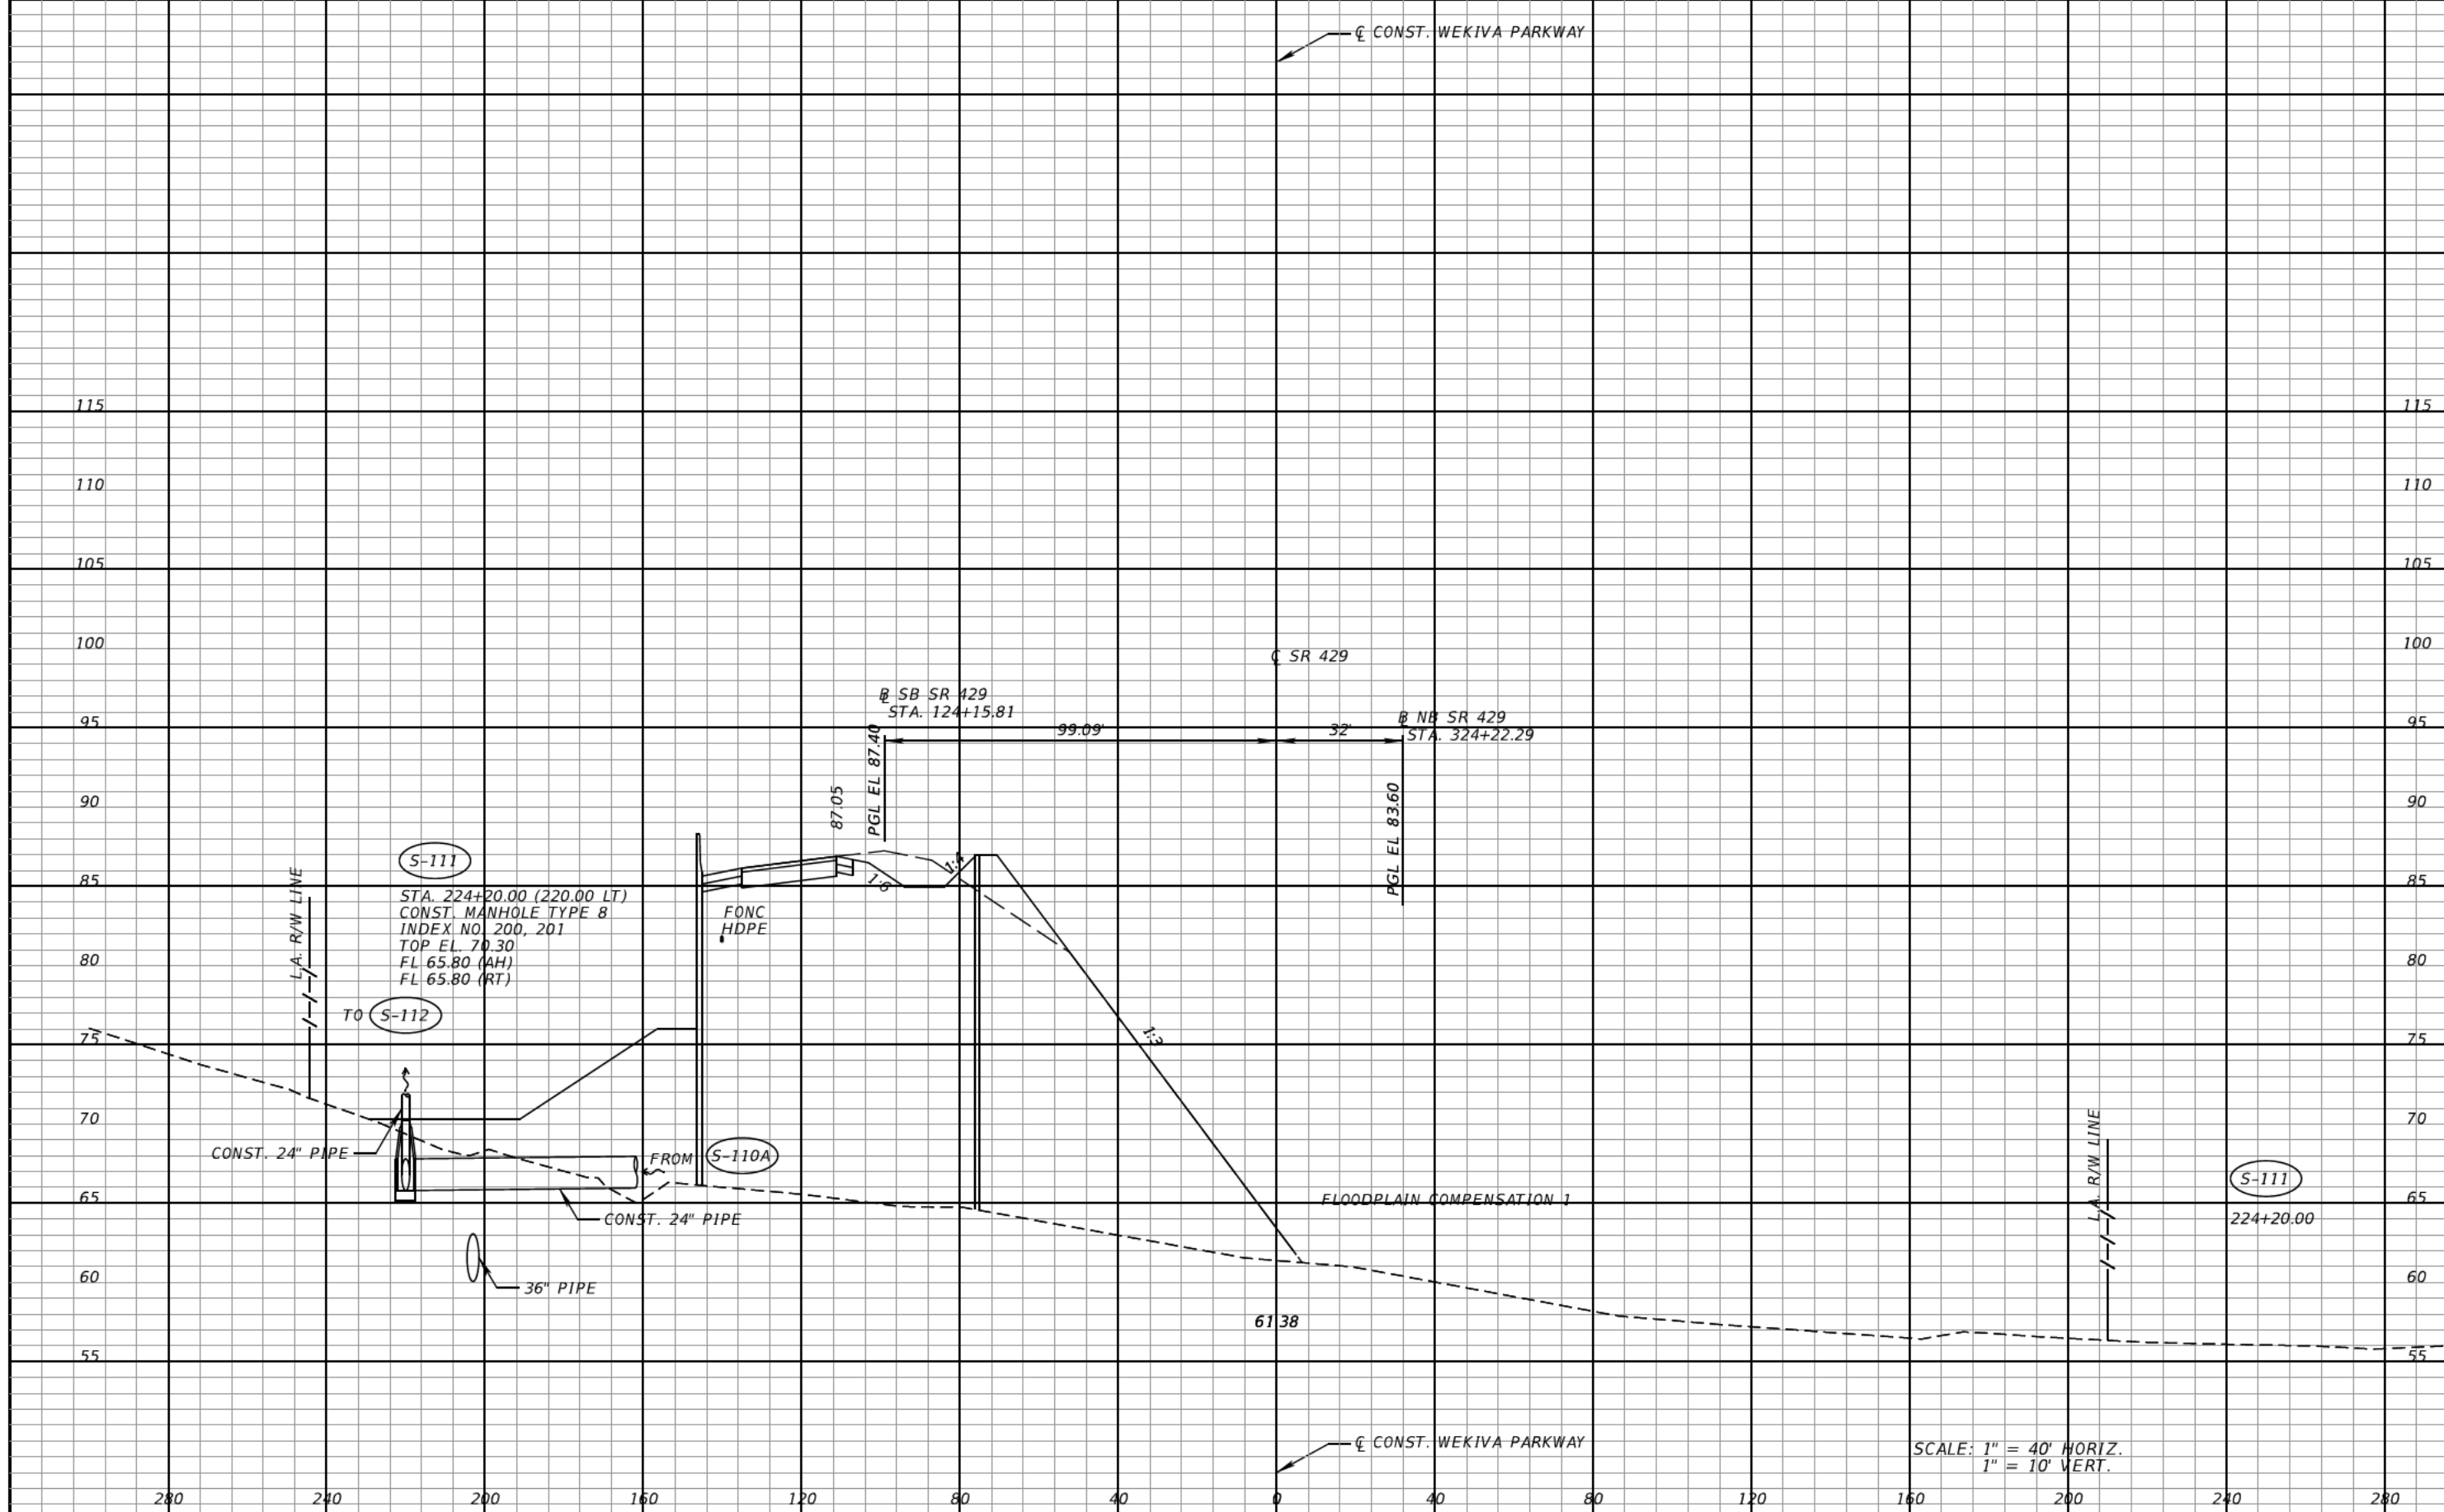 ℄ CONST. WEKIVA PARKWAY
115 115
110 110
105 105
100 100
℄ SR 429
95 95
B SB SR 429
STA. 124+15.81
B NB SR 429
STA. 324+22.29
99.09'
32'
PGL EL 87.40
87.05
PGL EL 83.60
90 90
85 85
80 80
75 75
70 70
65 65
60 60
55 55
S-111
STA. 224+20.00 (220.00 LT)
CONST. MANHOLE TYPE 8
INDEX NO. 200, 201
TOP EL. 70.30
FL 65.80 (AH)
FL 65.80 (RT)
L.A. R/W LINE
TO S-112
FONC
HDPE
1:6
1:4
1:3
CONST. 24" PIPE
FROM S-110A
CONST. 24" PIPE
36" PIPE
FLOODPLAIN COMPENSATION 1
61.38
L.A. R/W LINE
S-111
224+20.00
℄ CONST. WEKIVA PARKWAY
SCALE: 1" = 40' HORIZ.
1" = 10' VERT.
280 240 200 160 120 80 40 0 40 80 120 160 200 240 280